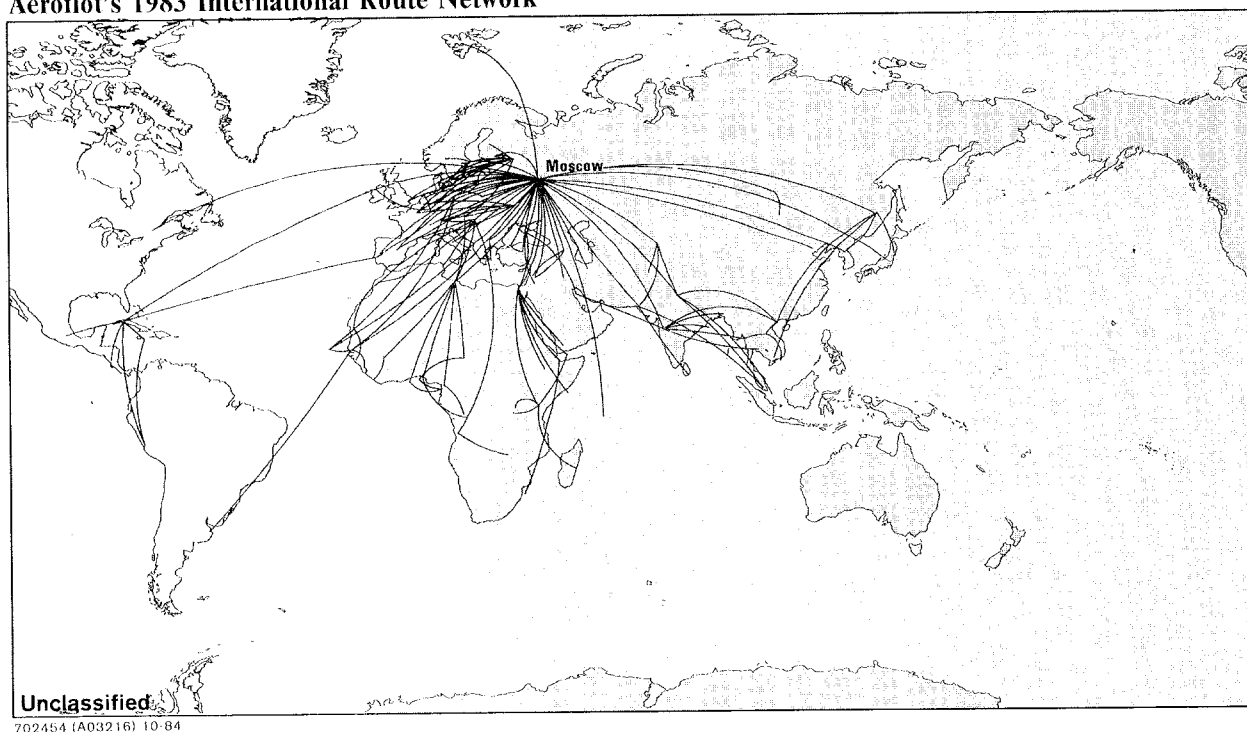 Aeroflot's 1983 International Route Network
Moscow
Unclassified
702454 (A03216) 10-84